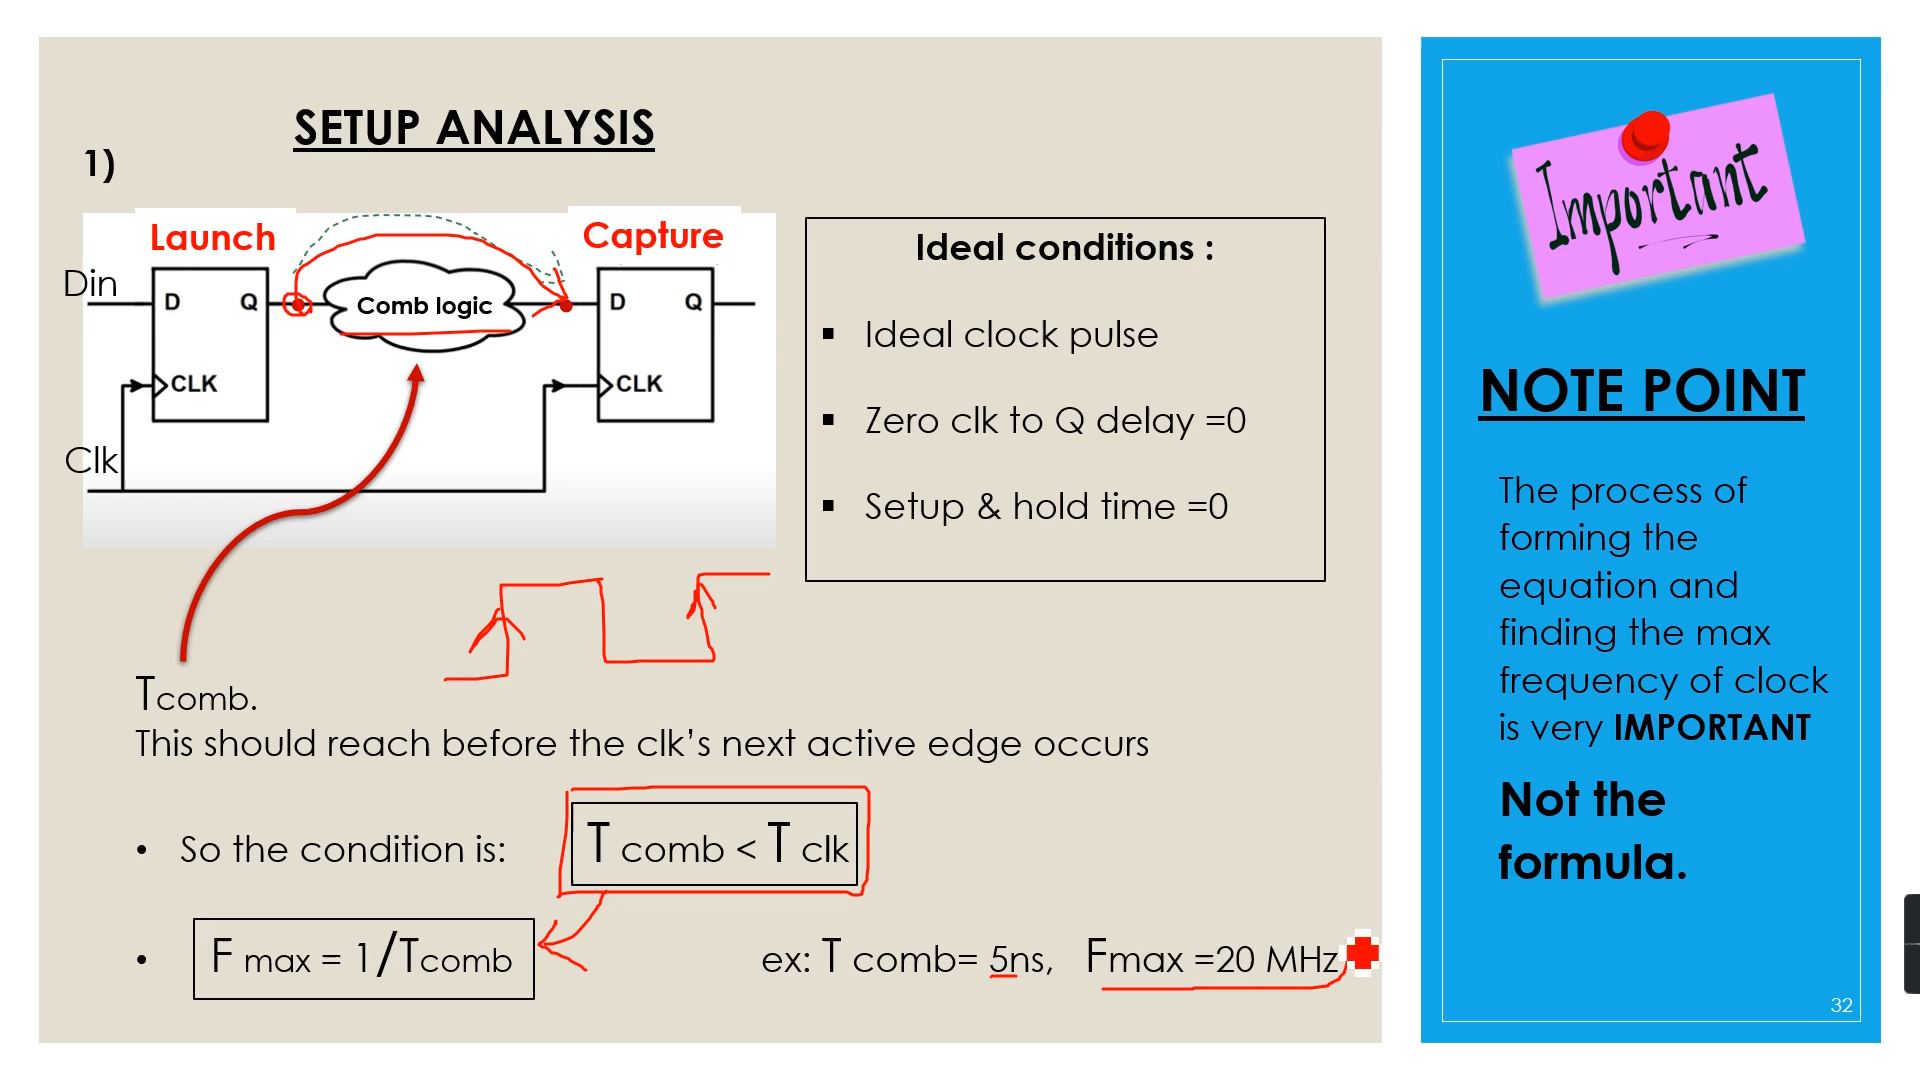 SETUP ANALYSIS
1)
Launch
Capture
Din
D
Q
Comb logic
D
Q
CLK
CLK
Clk
Ideal conditions :
▪ Ideal clock pulse
▪ Zero clk to Q delay =0
▪ Setup & hold time =0
Tcomb.
This should reach before the clk’s next active edge occurs
• So the condition is: T comb < T clk
• F max = 1/Tcomb
ex: T comb= 5ns, Fmax =20 MHz
Important
NOTE POINT
The process of
forming the
equation and
finding the max
frequency of clock
is very IMPORTANT
Not the
formula.
32